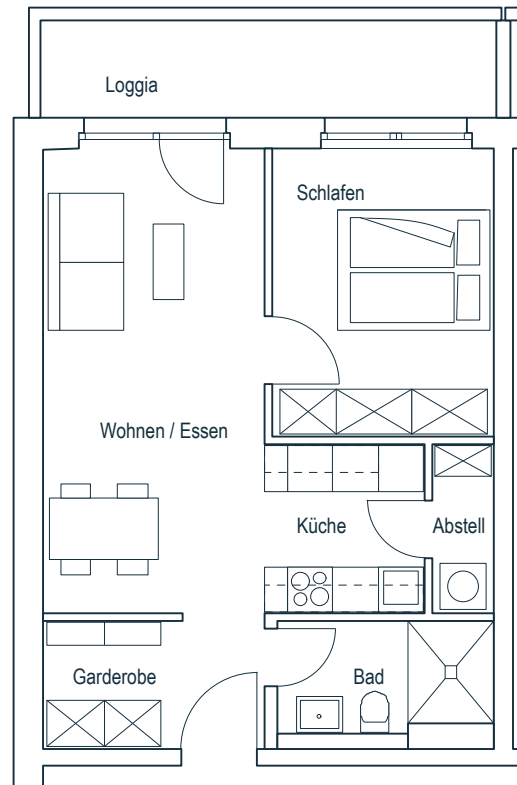 Loggia
Schlafen
Wohnen / Essen
Küche
Abstell
Garderobe
Bad